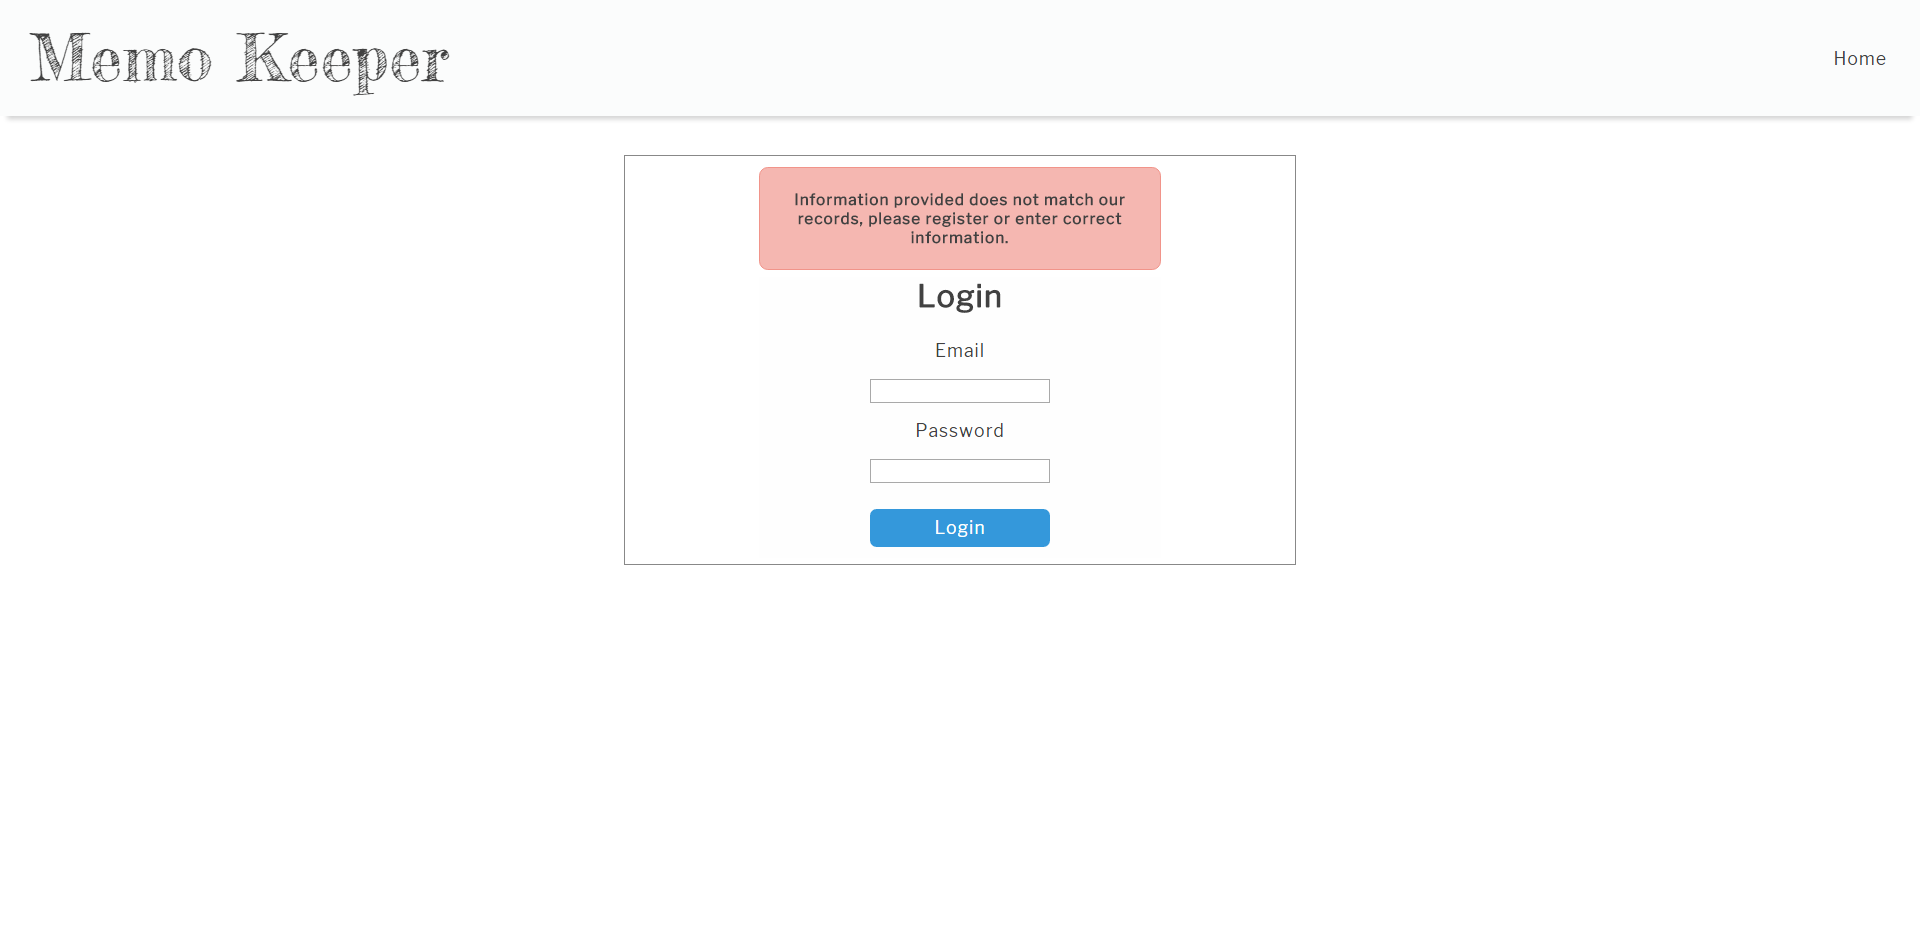 Memo Keeper
Home
Information provided does not match our
records, please register or enter correct
information.
Login
Email
Password
Login